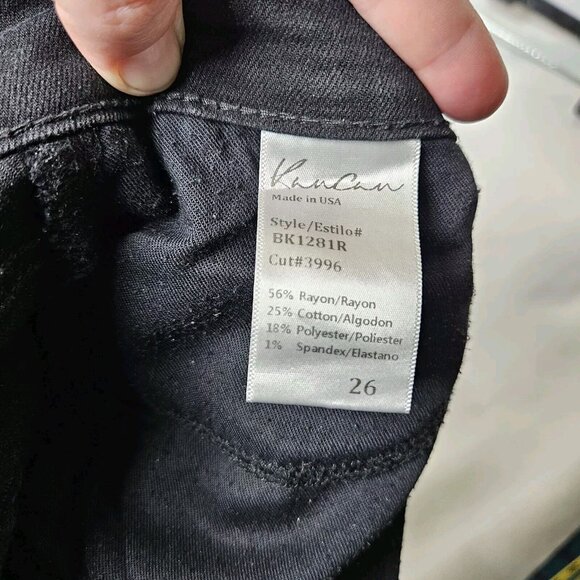 KanCan
Made in USA
Style/Estilo#
BK1281R
Cut#3996
56% Rayon/Rayon
25% Cotton/Algodon
18% Polyester/Poliester
1% Spandex/Elastano
26